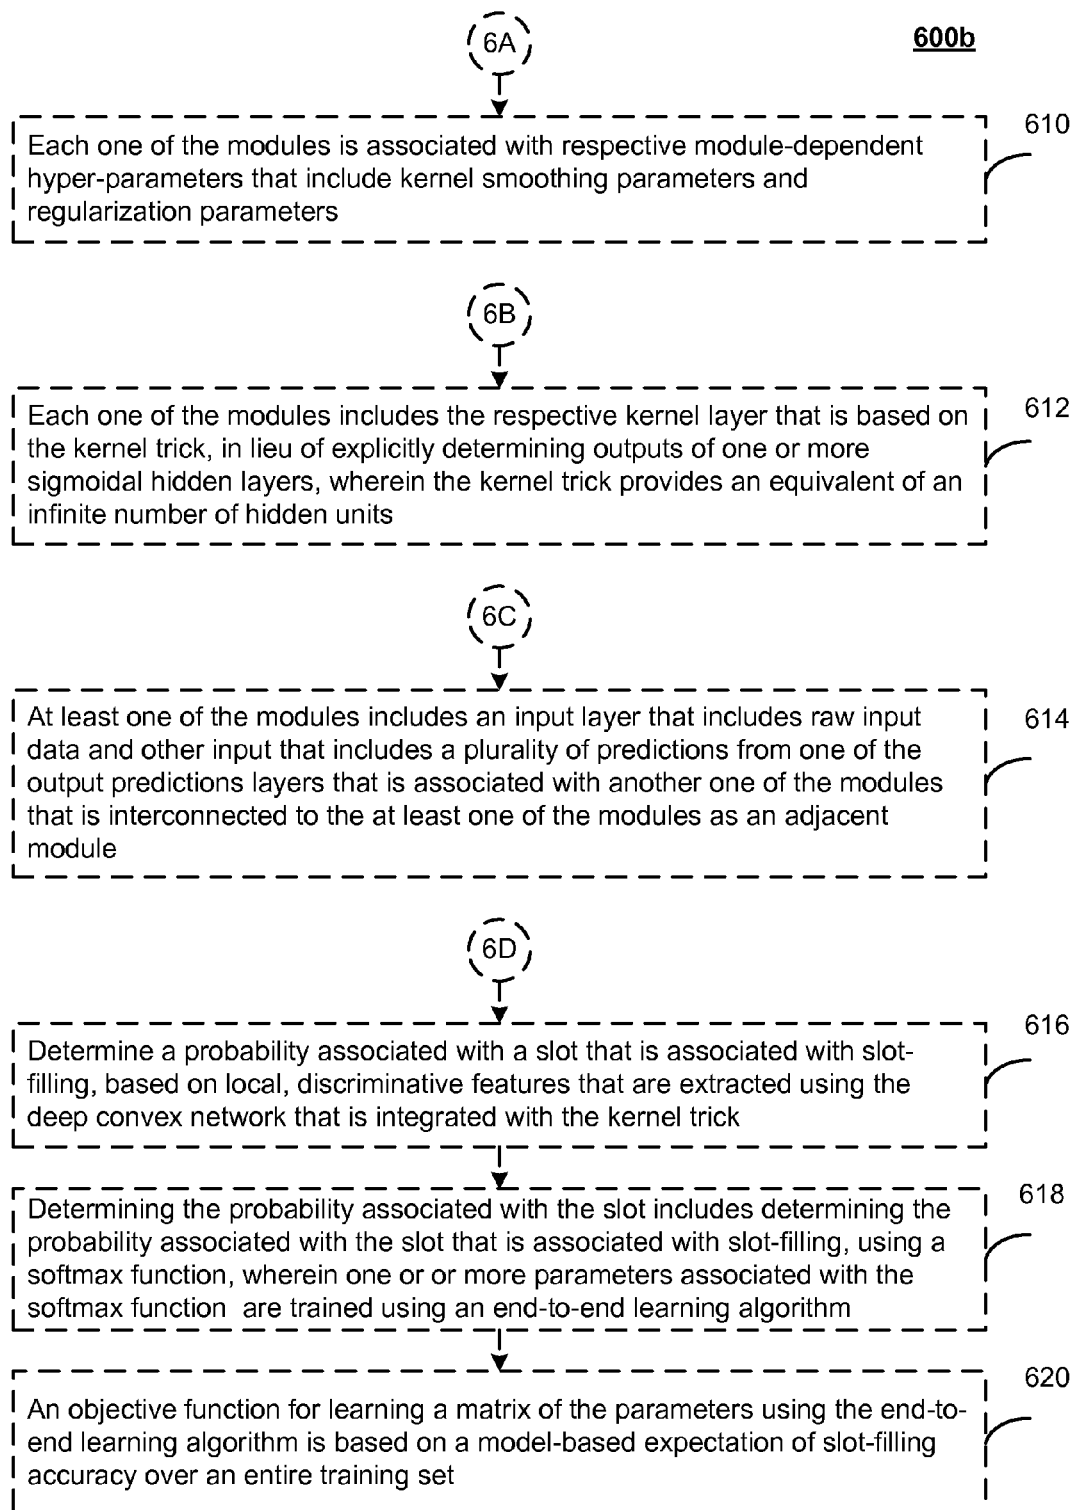 6A
600b
610
Each one of the modules is associated with respective module-dependent
hyper-parameters that include kernel smoothing parameters and
regularization parameters
6B
612
Each one of the modules includes the respective kernel layer that is based on
the kernel trick, in lieu of explicitly determining outputs of one or more
sigmoidal hidden layers, wherein the kernel trick provides an equivalent of an
infinite number of hidden units
6C
614
At least one of the modules includes an input layer that includes raw input
data and other input that includes a plurality of predictions from one of the
output predictions layers that is associated with another one of the modules
that is interconnected to the at least one of the modules as an adjacent
module
6D
616
Determine a probability associated with a slot that is associated with slot-
filling, based on local, discriminative features that are extracted using the
deep convex network that is integrated with the kernel trick
618
Determining the probability associated with the slot includes determining the
probability associated with the slot that is associated with slot-filling, using a
softmax function, wherein one or or more parameters associated with the
softmax function are trained using an end-to-end learning algorithm
620
An objective function for learning a matrix of the parameters using the end-to-
end learning algorithm is based on a model-based expectation of slot-filling
accuracy over an entire training set